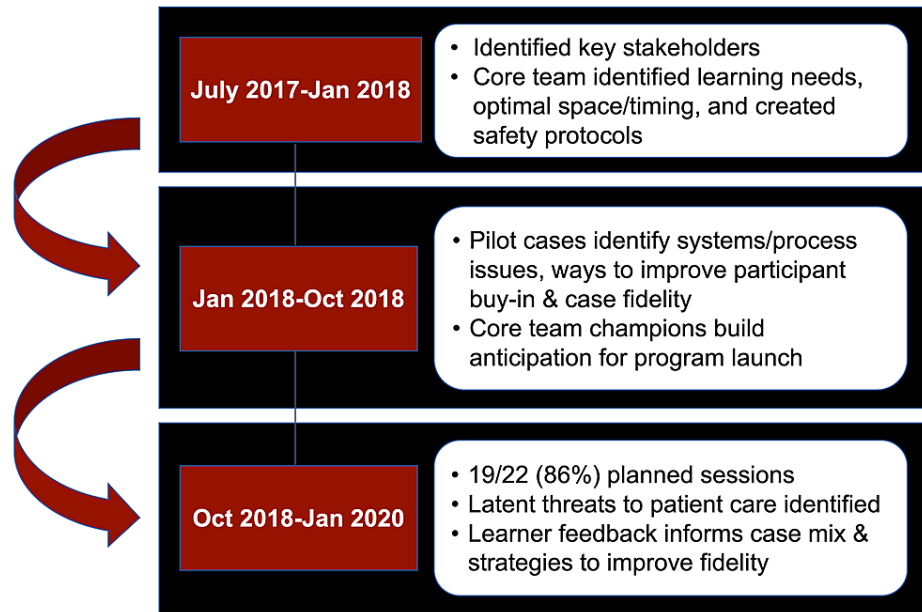 July 2017-Jan 2018
• Identified key stakeholders
• Core team identified learning needs,
optimal space/timing, and created
safety protocols
Jan 2018-Oct 2018
• Pilot cases identify systems/process
issues, ways to improve participant
buy-in & case fidelity
• Core team champions build
anticipation for program launch
Oct 2018-Jan 2020
• 19/22 (86%) planned sessions
• Latent threats to patient care identified
• Learner feedback informs case mix &
strategies to improve fidelity